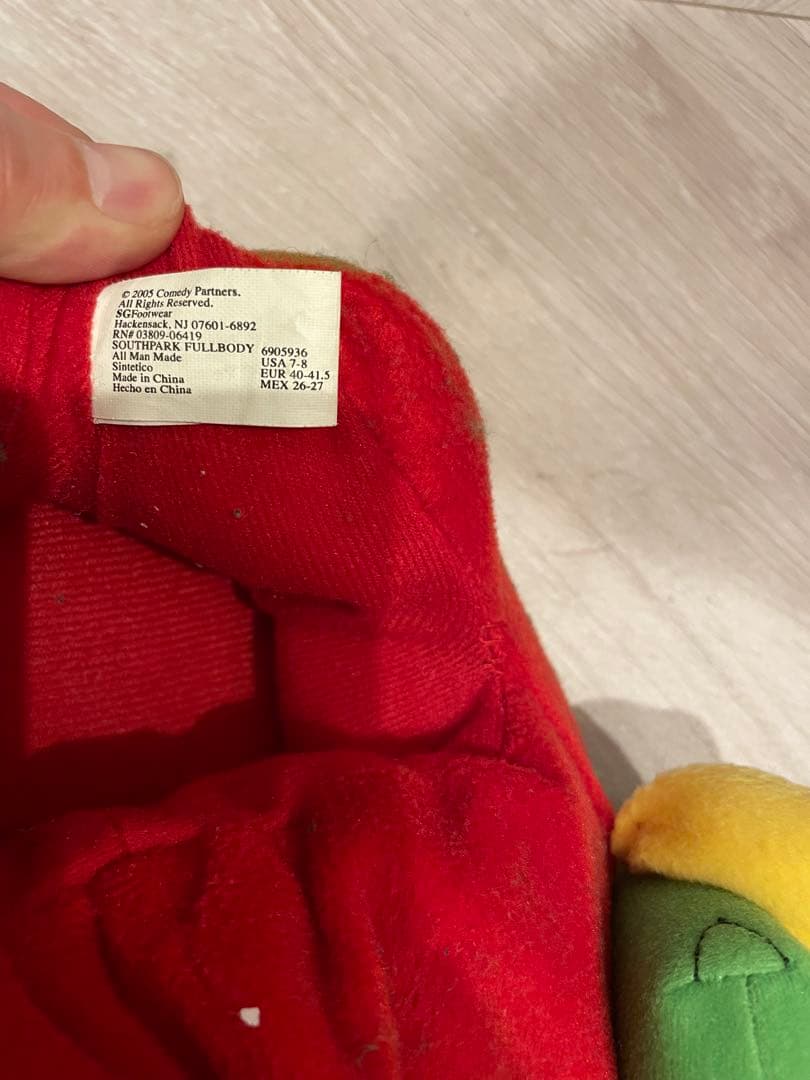 © 2005 Comedy Partners.
All Rights Reserved.
SGFootwear
Hackensack, NJ 07601-6892
RN# 03809-06419
SOUTHPARK FULLBODY 6905936
All Man Made USA 7-8
Sintetico EUR 40-41.5
Made in China MEX 26-27
Hecho en China